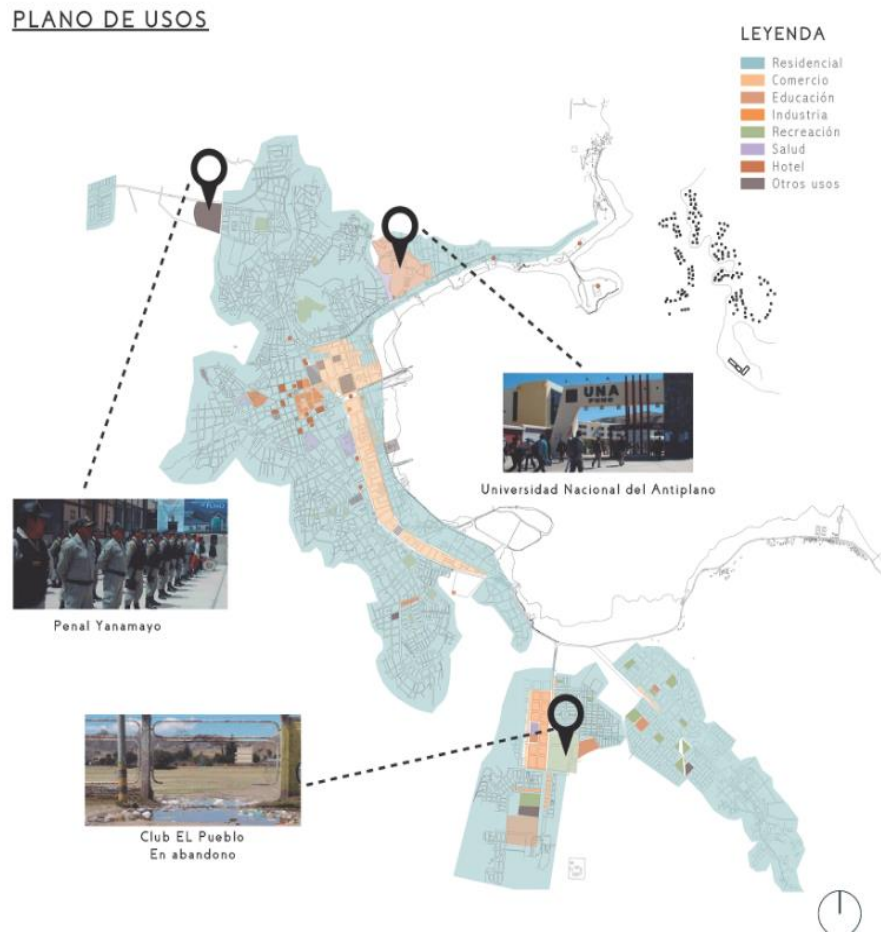 PLANO DE USOS
LEYENDA
Residencial
Comercio
Educación
Industria
Recreación
Salud
Hotel
Otros usos
UNA
PUNO
Universidad Nacional del Antiplano
Penal Yanamayo
Club EL Pueblo
En abandono